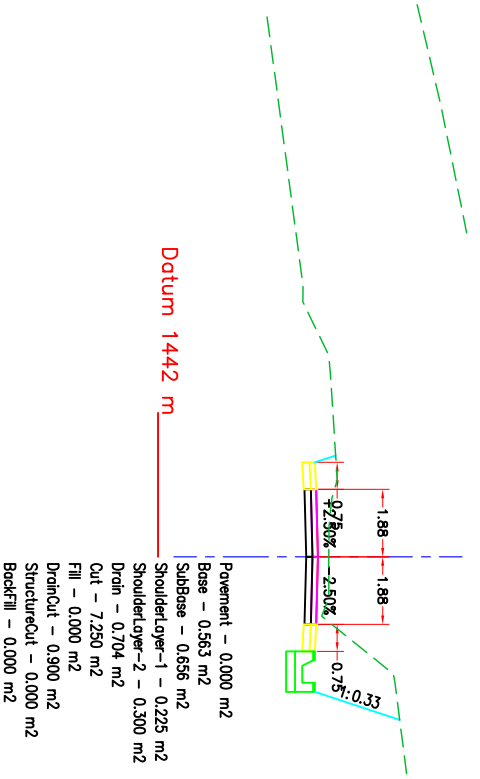 1.88
1.88
0.75
+2.50%
-2.50%
0.75
1:0.33
Datum 1442 m
Pavement - 0.000 m2
Base - 0.563 m2
SubBase - 0.656 m2
ShoulderLayer-1 - 0.225 m2
ShoulderLayer-2 - 0.300 m2
Drain - 0.704 m2
Cut - 7.250 m2
Fill - 0.000 m2
DrainCut - 0.900 m2
StructureCut - 0.000 m2
BackFill - 0.000 m2